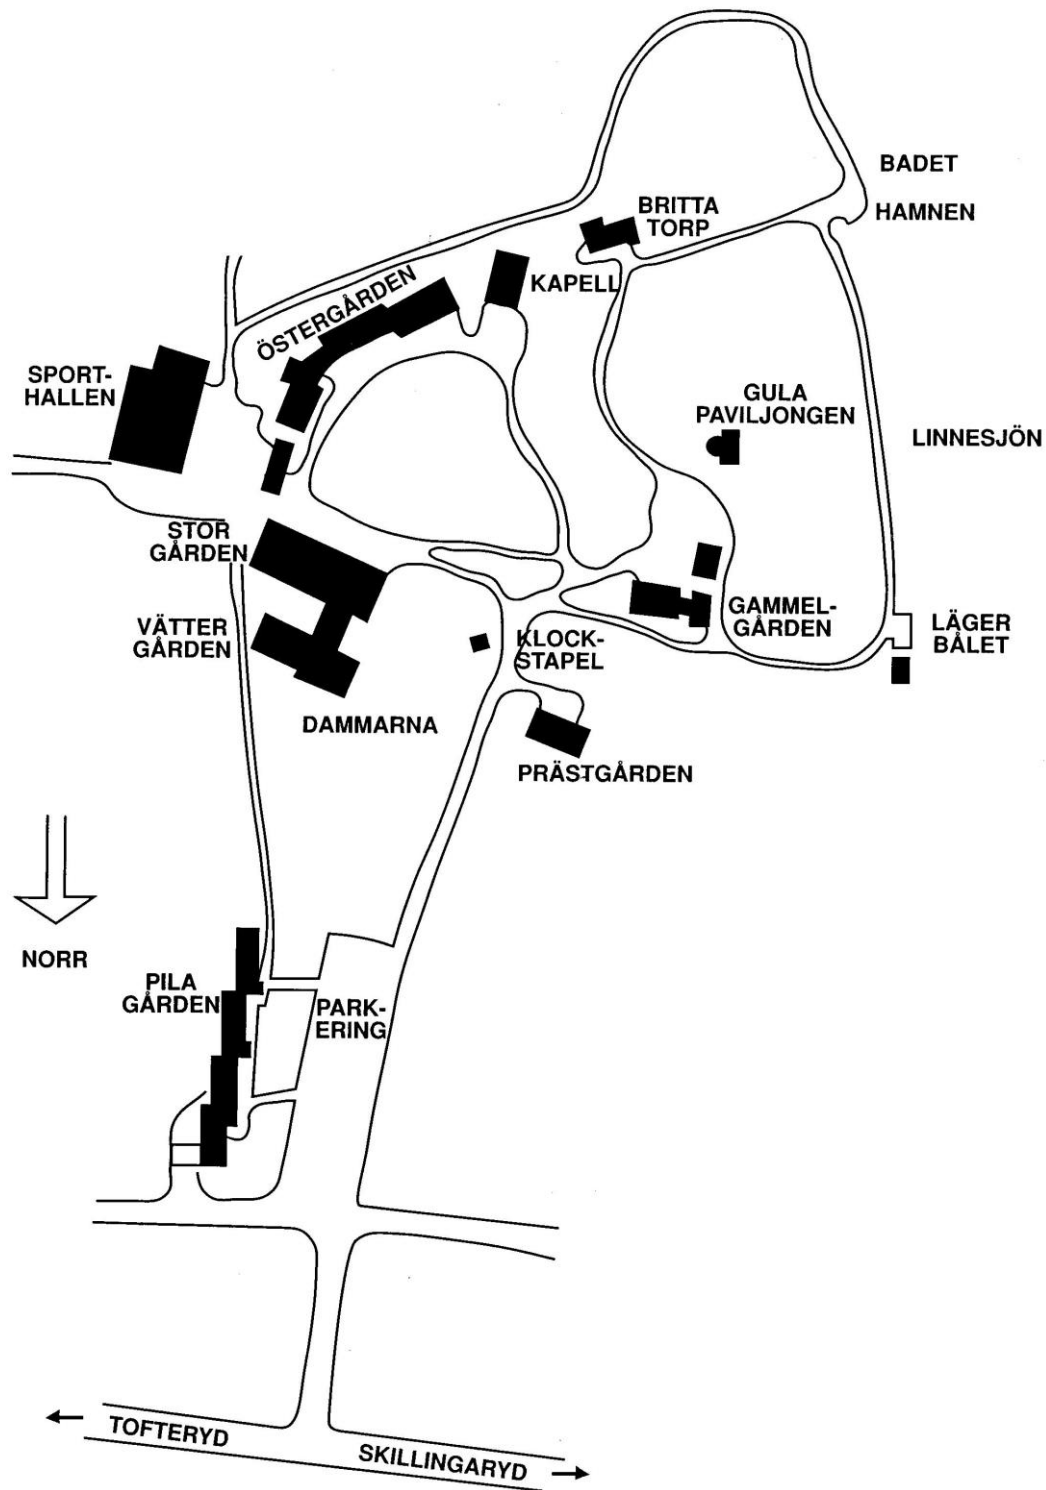 BADET
HAMNEN
BRITTA
TORP
KAPELL
ÖSTERGÅRDEN
SPORT-
HALLEN
GULA
PAVILJONGEN
LINNESJÖN
STOR
GÅRDEN
VÄTTER
GÅRDEN
KLOCK-
STAPEL
GAMMEL-
GÅRDEN
LÄGER
BÅLET
DAMMARNA
PRÄSTGÅRDEN
NORR
PILA
GÅRDEN
PARK-
ERING
TOFTERYD
SKILLINGARYD